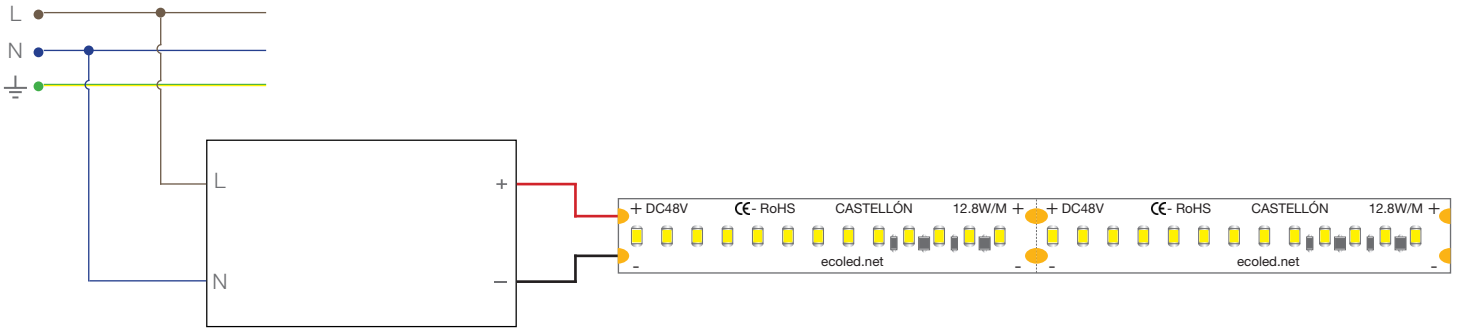 L
N
L
N
+
−
+ DC48V CE - RoHS CASTELLÓN 12.8W/M +
- ecoled.net -
+ DC48V CE - RoHS CASTELLÓN 12.8W/M +
- ecoled.net -